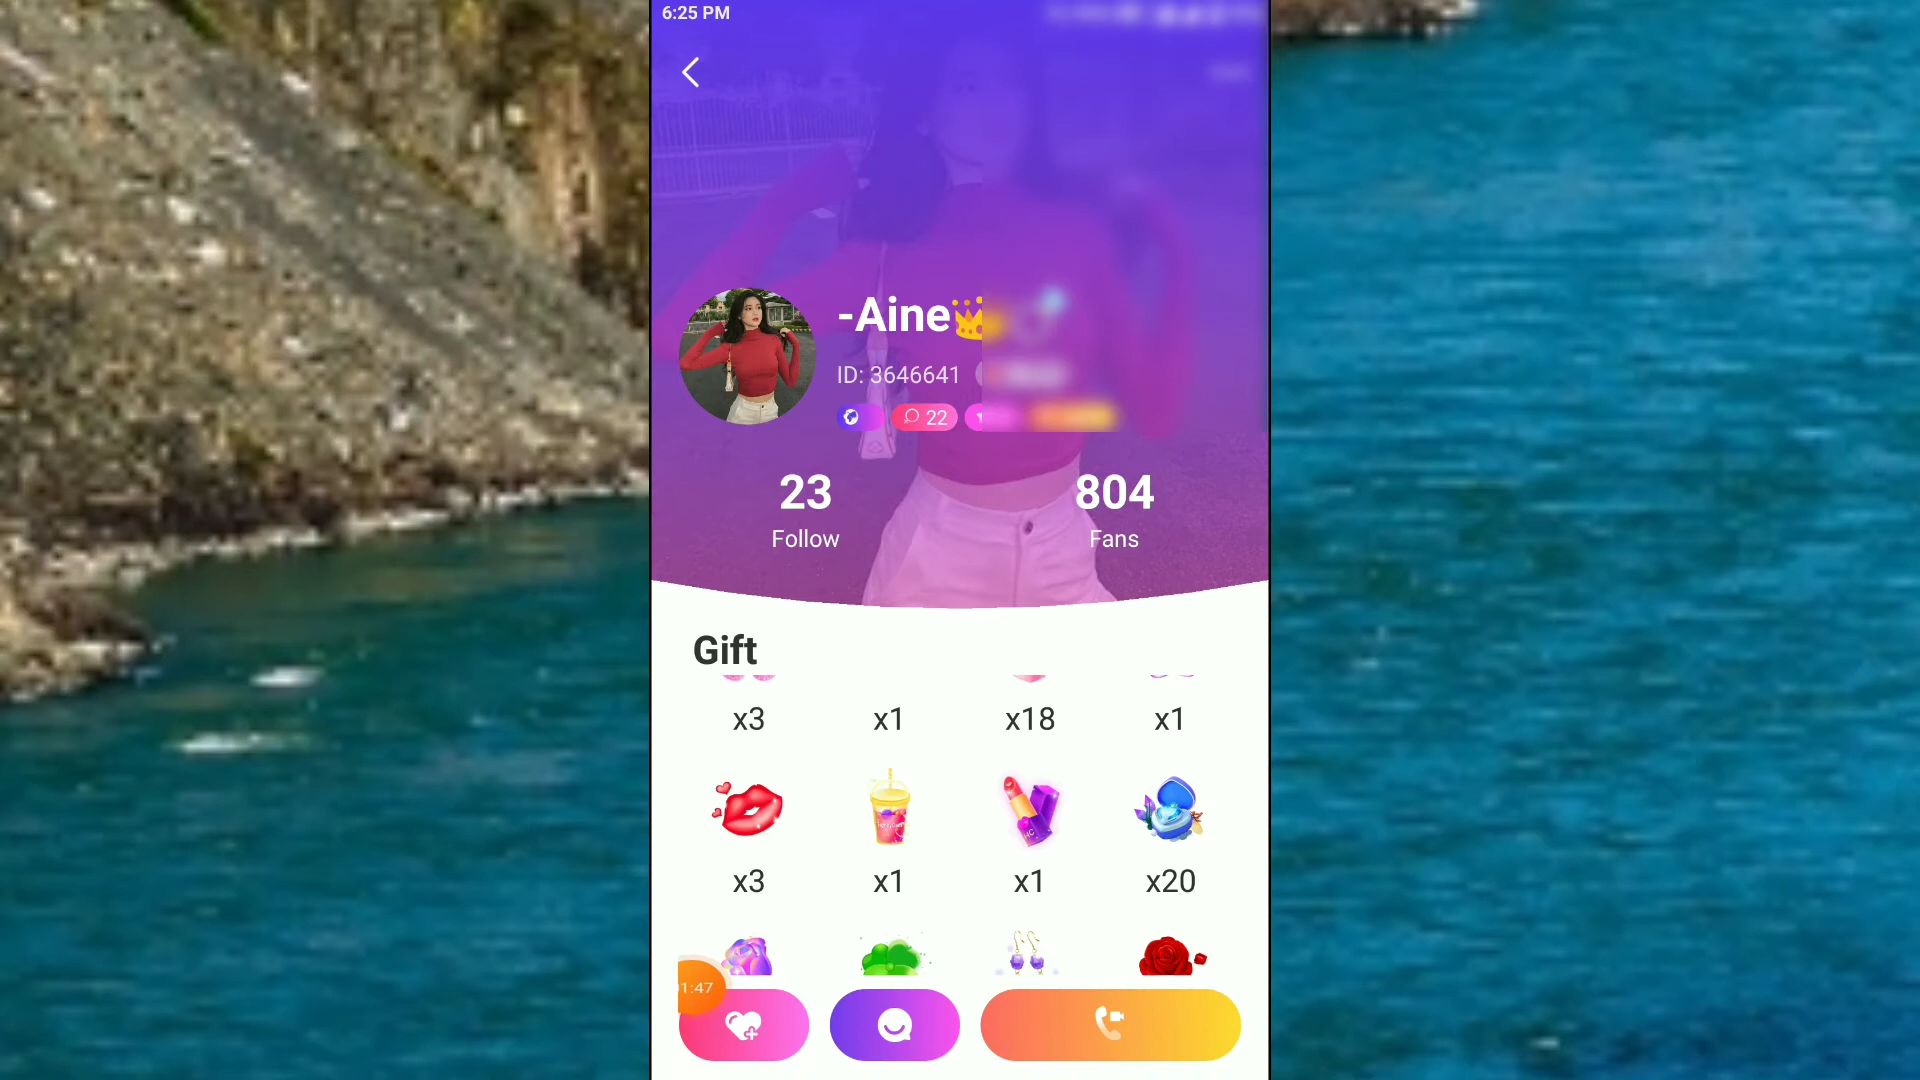 6:25 PM
-Aine
ID: 3646641
22
23
804
Follow
Fans
Gift
x3
x1
x18
x1
x3
x1
x1
x20
1:47